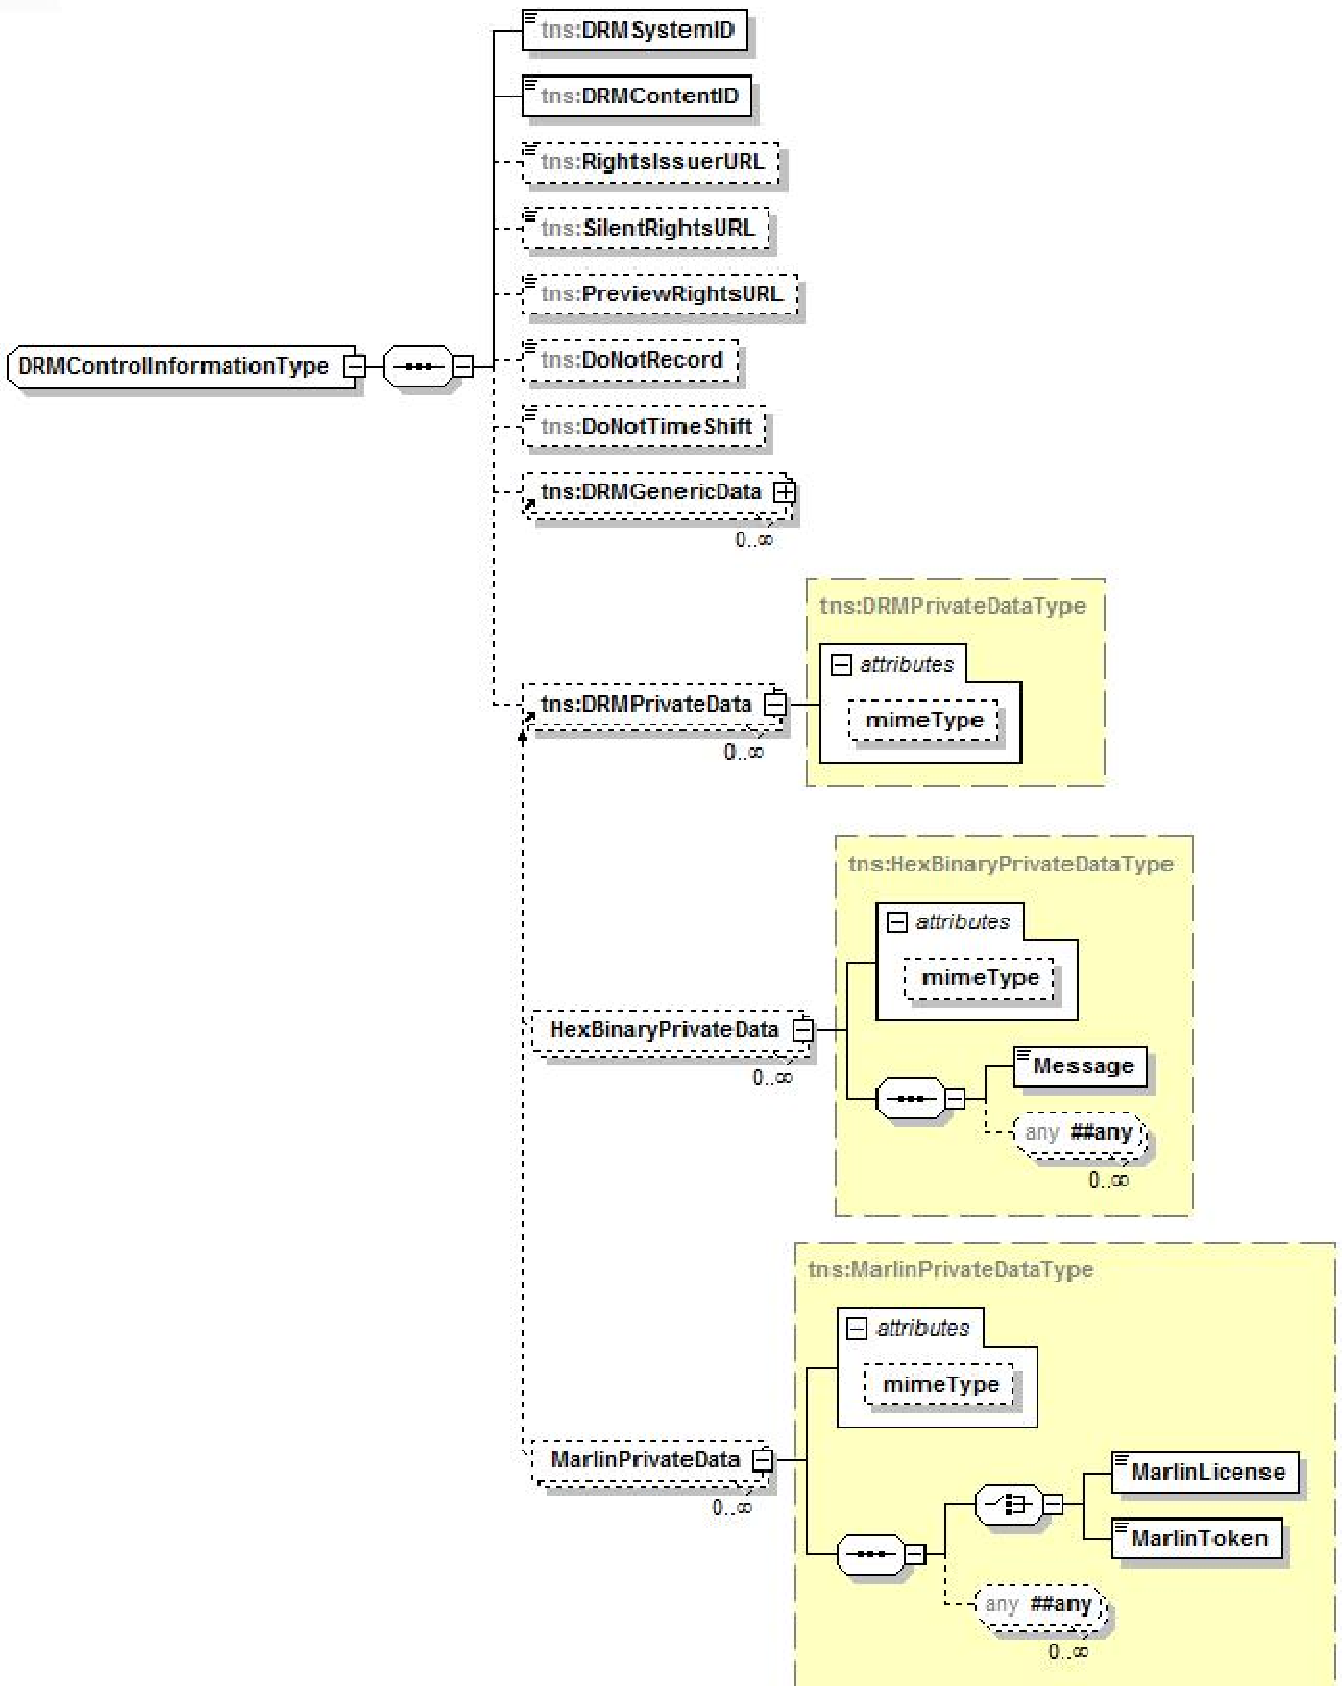 tns:DRMSystemID
tns:DRMContentID
tns:RightsIssuerURL
tns:SilentRightsURL
tns:PreviewRightsURL
DRMControlInformationType
tns:DoNotRecord
tns:DoNotTimeShift
tns:DRMGenericData
0..∞
tns:DRMPrivateDataType
attributes
tns:DRMPrivateData
mimeType
0..∞
tns:HexBinaryPrivateDataType
attributes
mimeType
HexBinaryPrivateData
0..∞
Message
any ##any
0..∞
tns:MarlinPrivateDataType
attributes
mimeType
MarlinPrivateData
0..∞
MarlinLicense
MarlinToken
any ##any
0..∞